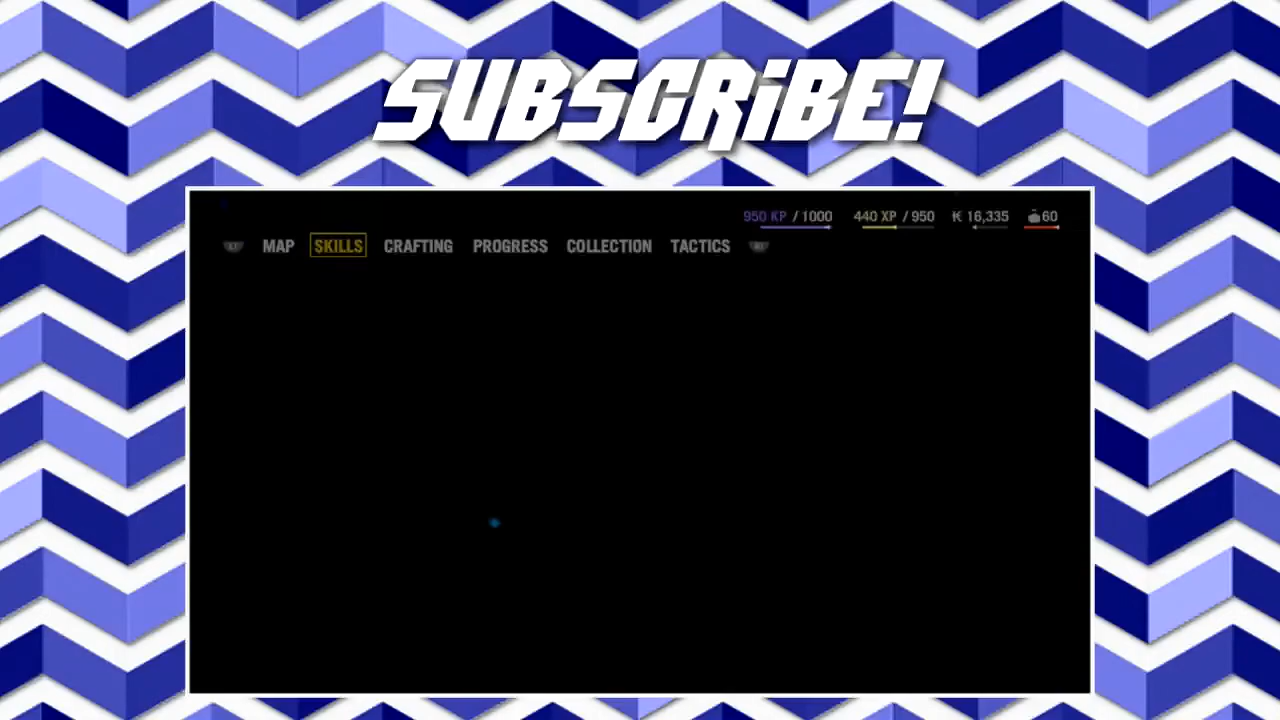 SUBSCRiBE!
950 KP / 1000 440 XP / 950 ₭ 16,335 60
MAP SKILLS CRAFTING PROGRESS COLLECTION TACTICS